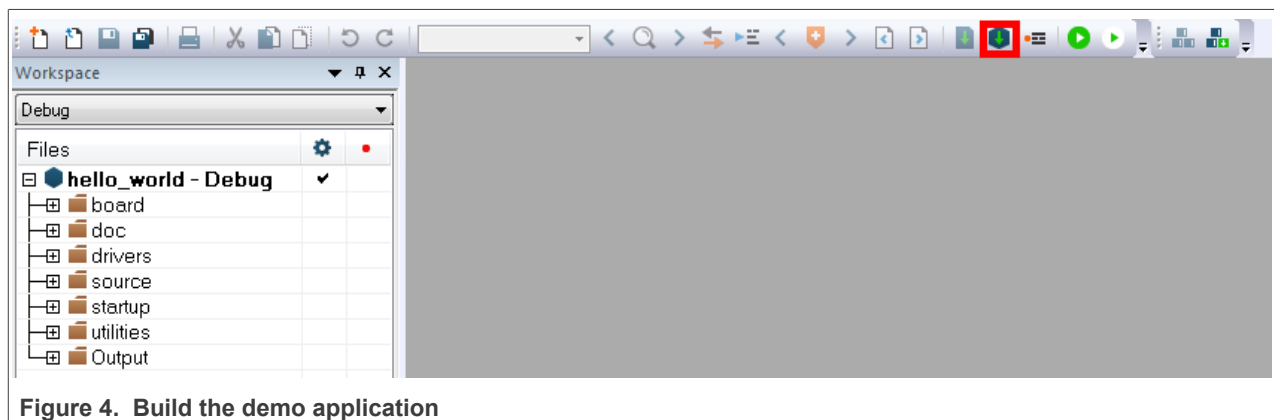 Workspace
Debug
Files
hello_world - Debug
board
doc
drivers
source
startup
utilities
Output
Figure 4. Build the demo application